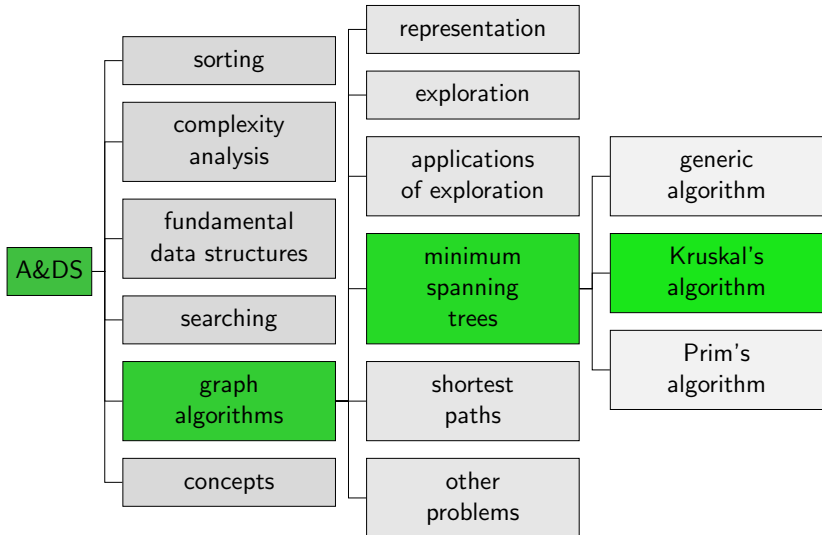 A&DS
sorting
complexity
analysis
fundamental
data structures
searching
graph
algorithms
concepts
representation
exploration
applications
of exploration
minimum
spanning
trees
shortest
paths
other
problems
generic
algorithm
Kruskal's
algorithm
Prim's
algorithm